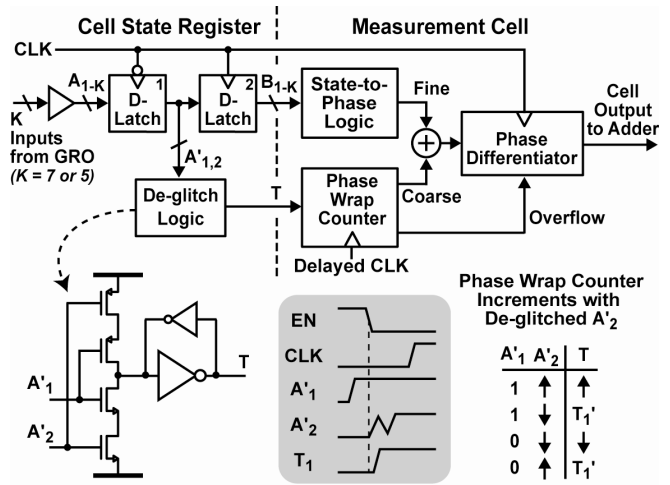 Cell State Register
Measurement Cell
CLK
A1-K
1
D-
Latch
2
D-
Latch
B1-K
State-to-
Phase
Logic
Fine
K
Inputs
from GRO
(K = 7 or 5)
A'1,2
De-glitch
Logic
T
Phase
Wrap
Counter
Coarse
Phase
Differentiator
Cell
Output
to Adder
Overflow
Delayed CLK
A'1
A'2
T
EN
CLK
A'1
A'2
T1
Phase Wrap Counter
Increments with
De-glitched A'2
A'1 A'2 T
1 ↑ ↑
1 ↓ T1'
0 ↓ ↓
0 ↑ T1'